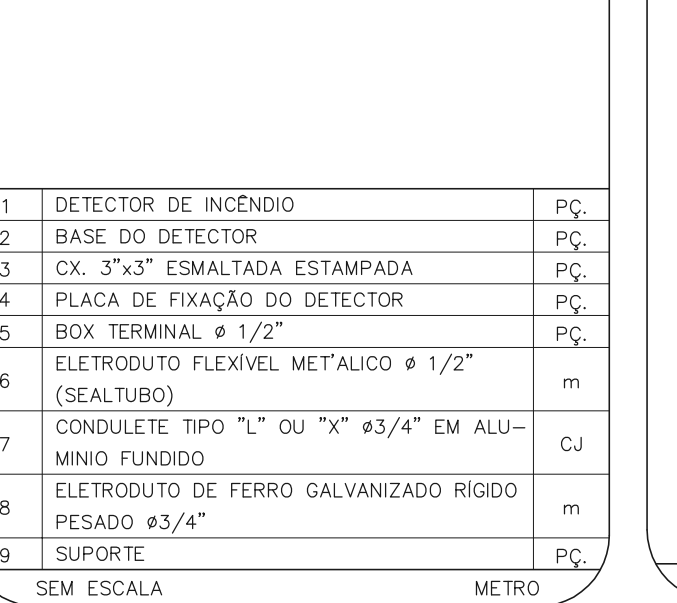 1 DETECTOR DE INCÊNDIO PÇ.
2 BASE DO DETECTOR PÇ.
3 CX. 3"x3" ESMALTADA ESTAMPADA PÇ.
4 PLACA DE FIXAÇÃO DO DETECTOR PÇ.
5 BOX TERMINAL ø 1/2" PÇ.
6 ELETRODUTO FLEXÍVEL MET'ALICO ø 1/2"
(SEALTUBO) m
7 CONDULETE TIPO "L" OU "X" ø3/4" EM ALU-
MINIO FUNDIDO CJ
8 ELETRODUTO DE FERRO GALVANIZADO RÍGIDO
PESADO ø3/4" m
9 SUPORTE PÇ.
SEM ESCALA METRO